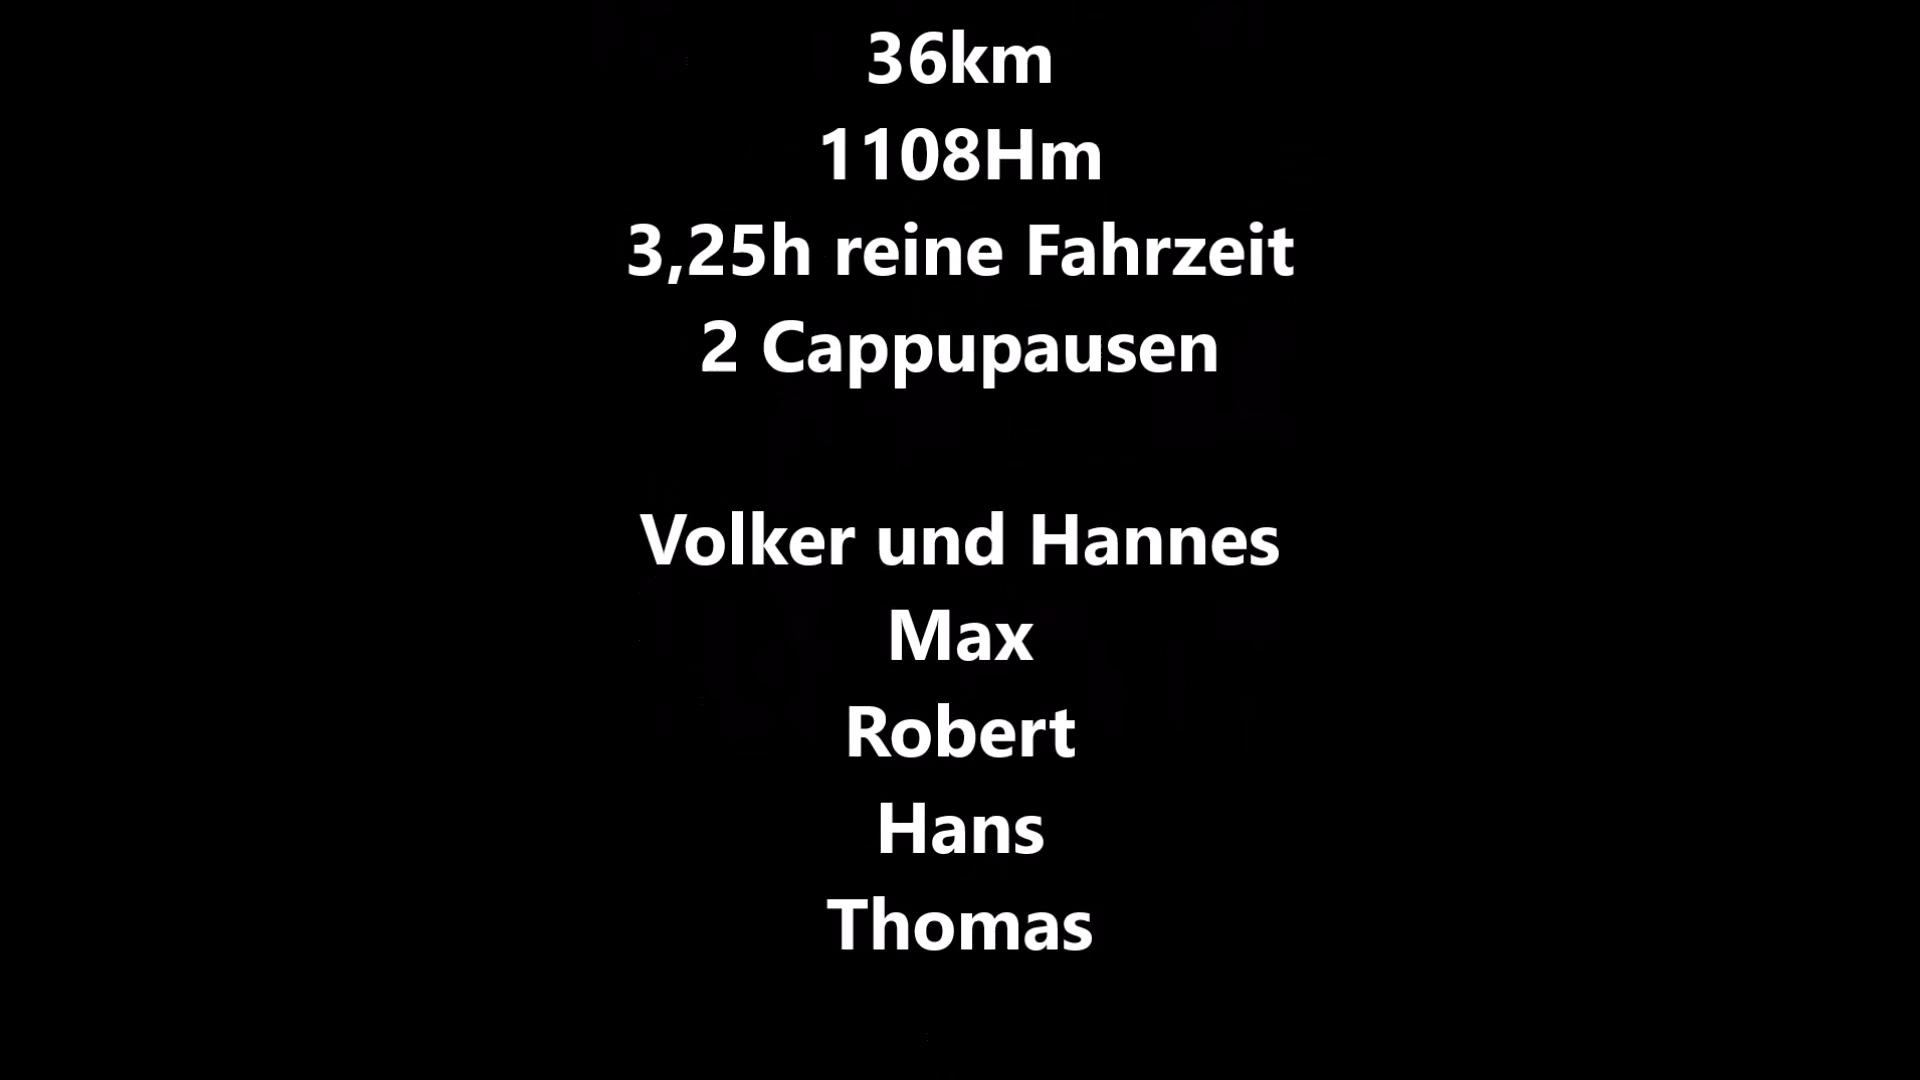 36km
1108Hm
3,25h reine Fahrzeit
2 Cappupausen
Volker und Hannes
Max
Robert
Hans
Thomas